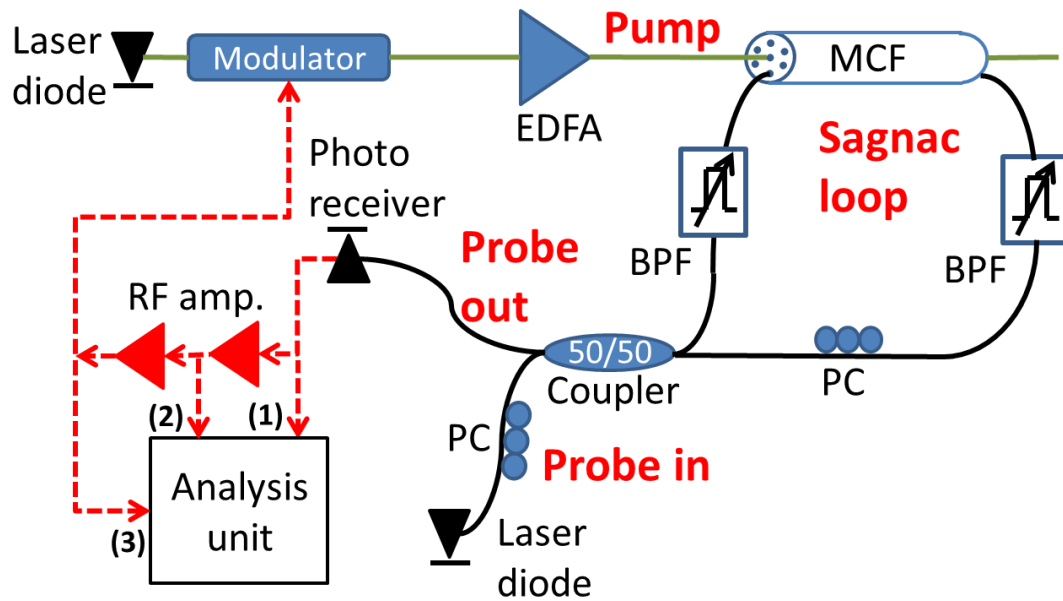 Laser
diode
Modulator
EDFA
Pump
MCF
Sagnac
loop
Photo
receiver
BPF
BPF
Probe
out
RF amp.
50/50
Coupler
PC
PC
(1)
(2)
(3)
Probe in
Analysis
unit
Laser
diode